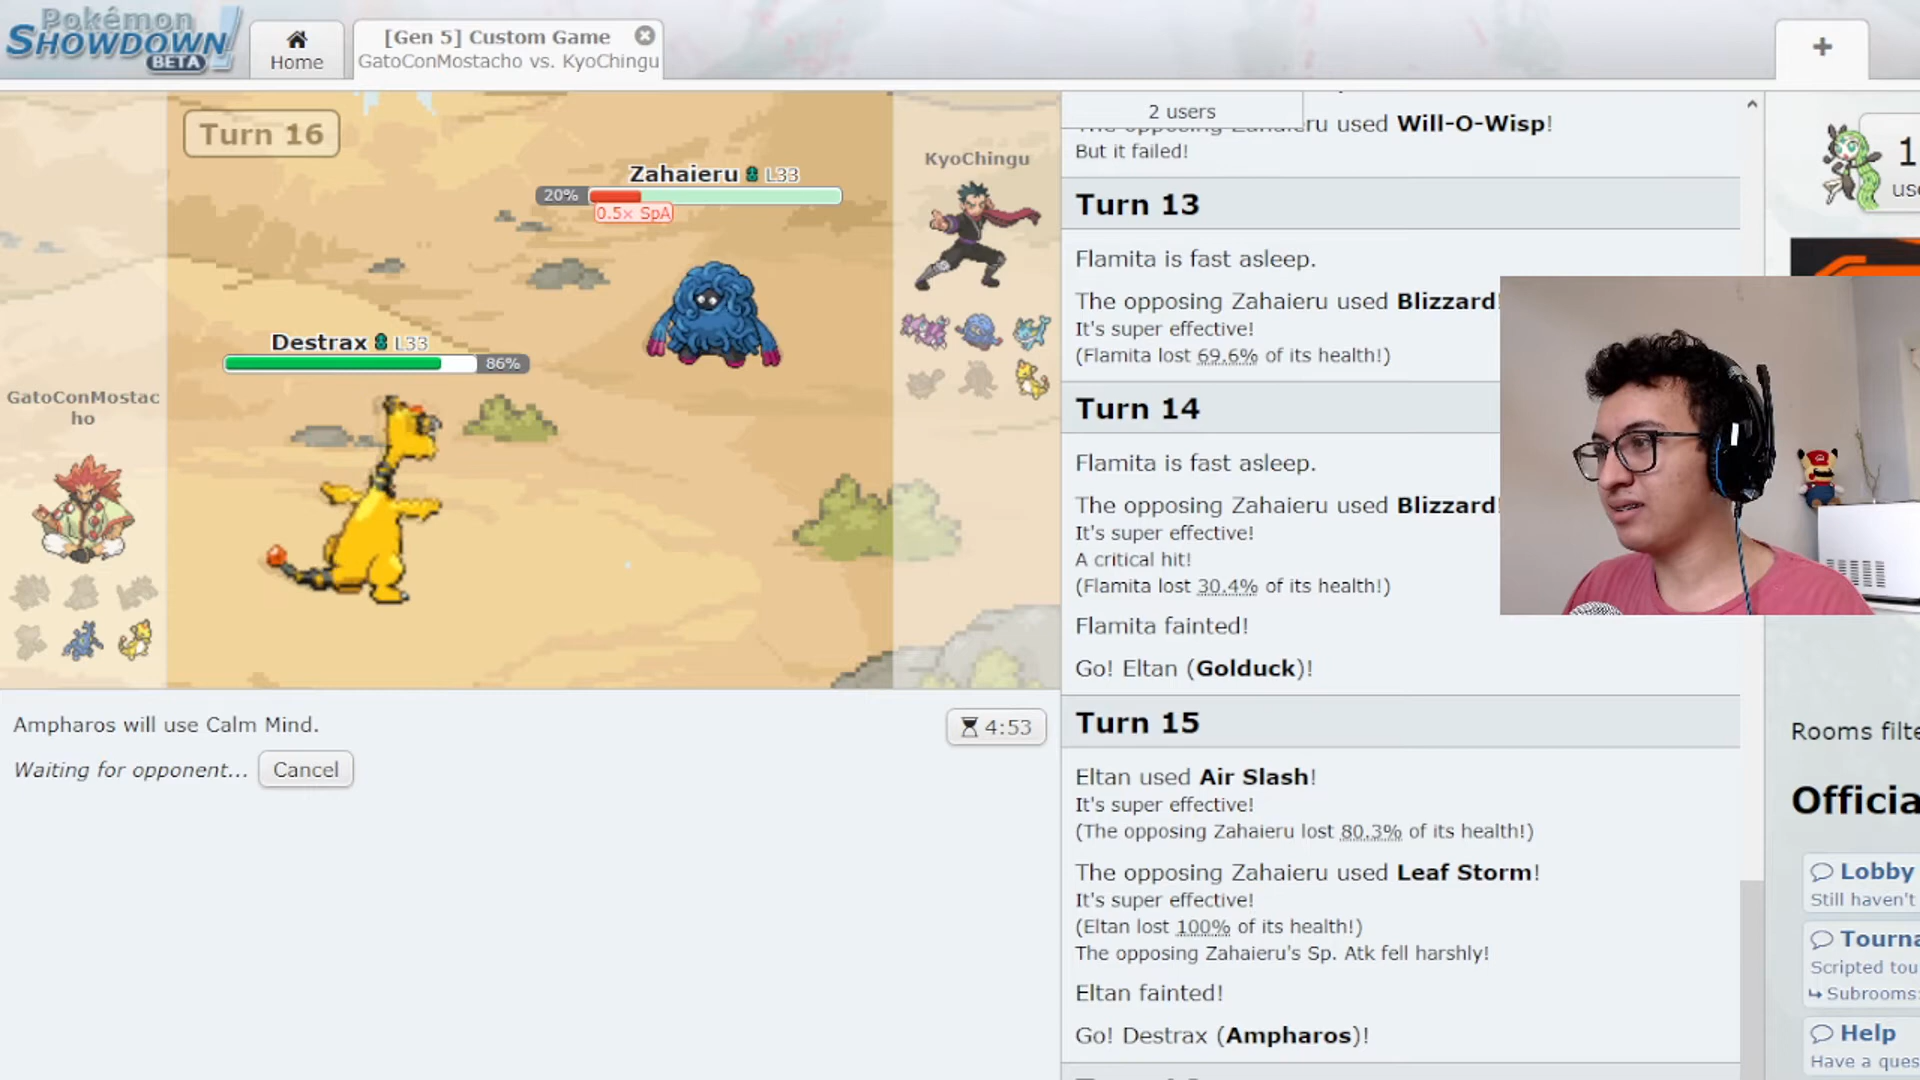 Pokémon
SHOWDOWN!
BETA
Home
[Gen 5] Custom Game
GatoConMostacho vs. KyoChingu
+
Turn 16
Zahaieru L33
20%
0.5× SpA
Destrax L33
86%
KyoChingu
GatoConMostac
ho
Ampharos will use Calm Mind.
4:53
Waiting for opponent...
Cancel
2 users
ru used Will-O-Wisp!
But it failed!
Turn 13
Flamita is fast asleep.
The opposing Zahaieru used Blizzard!
It's super effective!
(Flamita lost 69.6% of its health!)
Turn 14
Flamita is fast asleep.
The opposing Zahaieru used Blizzard!
It's super effective!
A critical hit!
(Flamita lost 30.4% of its health!)
Flamita fainted!
Go! Eltan (Golduck)!
Turn 15
Eltan used Air Slash!
It's super effective!
(The opposing Zahaieru lost 80.3% of its health!)
The opposing Zahaieru used Leaf Storm!
It's super effective!
(Eltan lost 100% of its health!)
The opposing Zahaieru's Sp. Atk fell harshly!
Eltan fainted!
Go! Destrax (Ampharos)!
1
use
Rooms filte
Officia
Lobby
Still haven't
Tourna
Scripted tou
↳ Subrooms:
Help
Have a ques